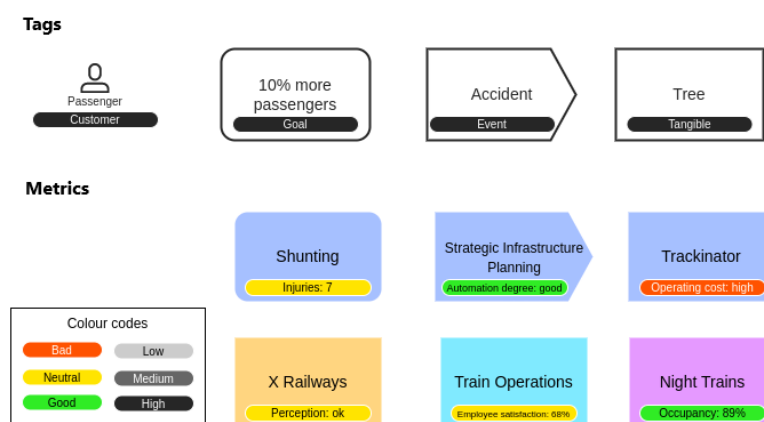 Tags
Passenger
Customer
10% more
passengers
Goal
Accident
Event
Tree
Tangible
Metrics
Shunting
Injuries: 7
Strategic Infrastructure
Planning
Automation degree: good
Trackinator
Operating cost: high
Colour codes
Bad
Low
Neutral
Medium
Good
High
X Railways
Perception: ok
Train Operations
Employee satisfaction: 68%
Night Trains
Occupancy: 89%